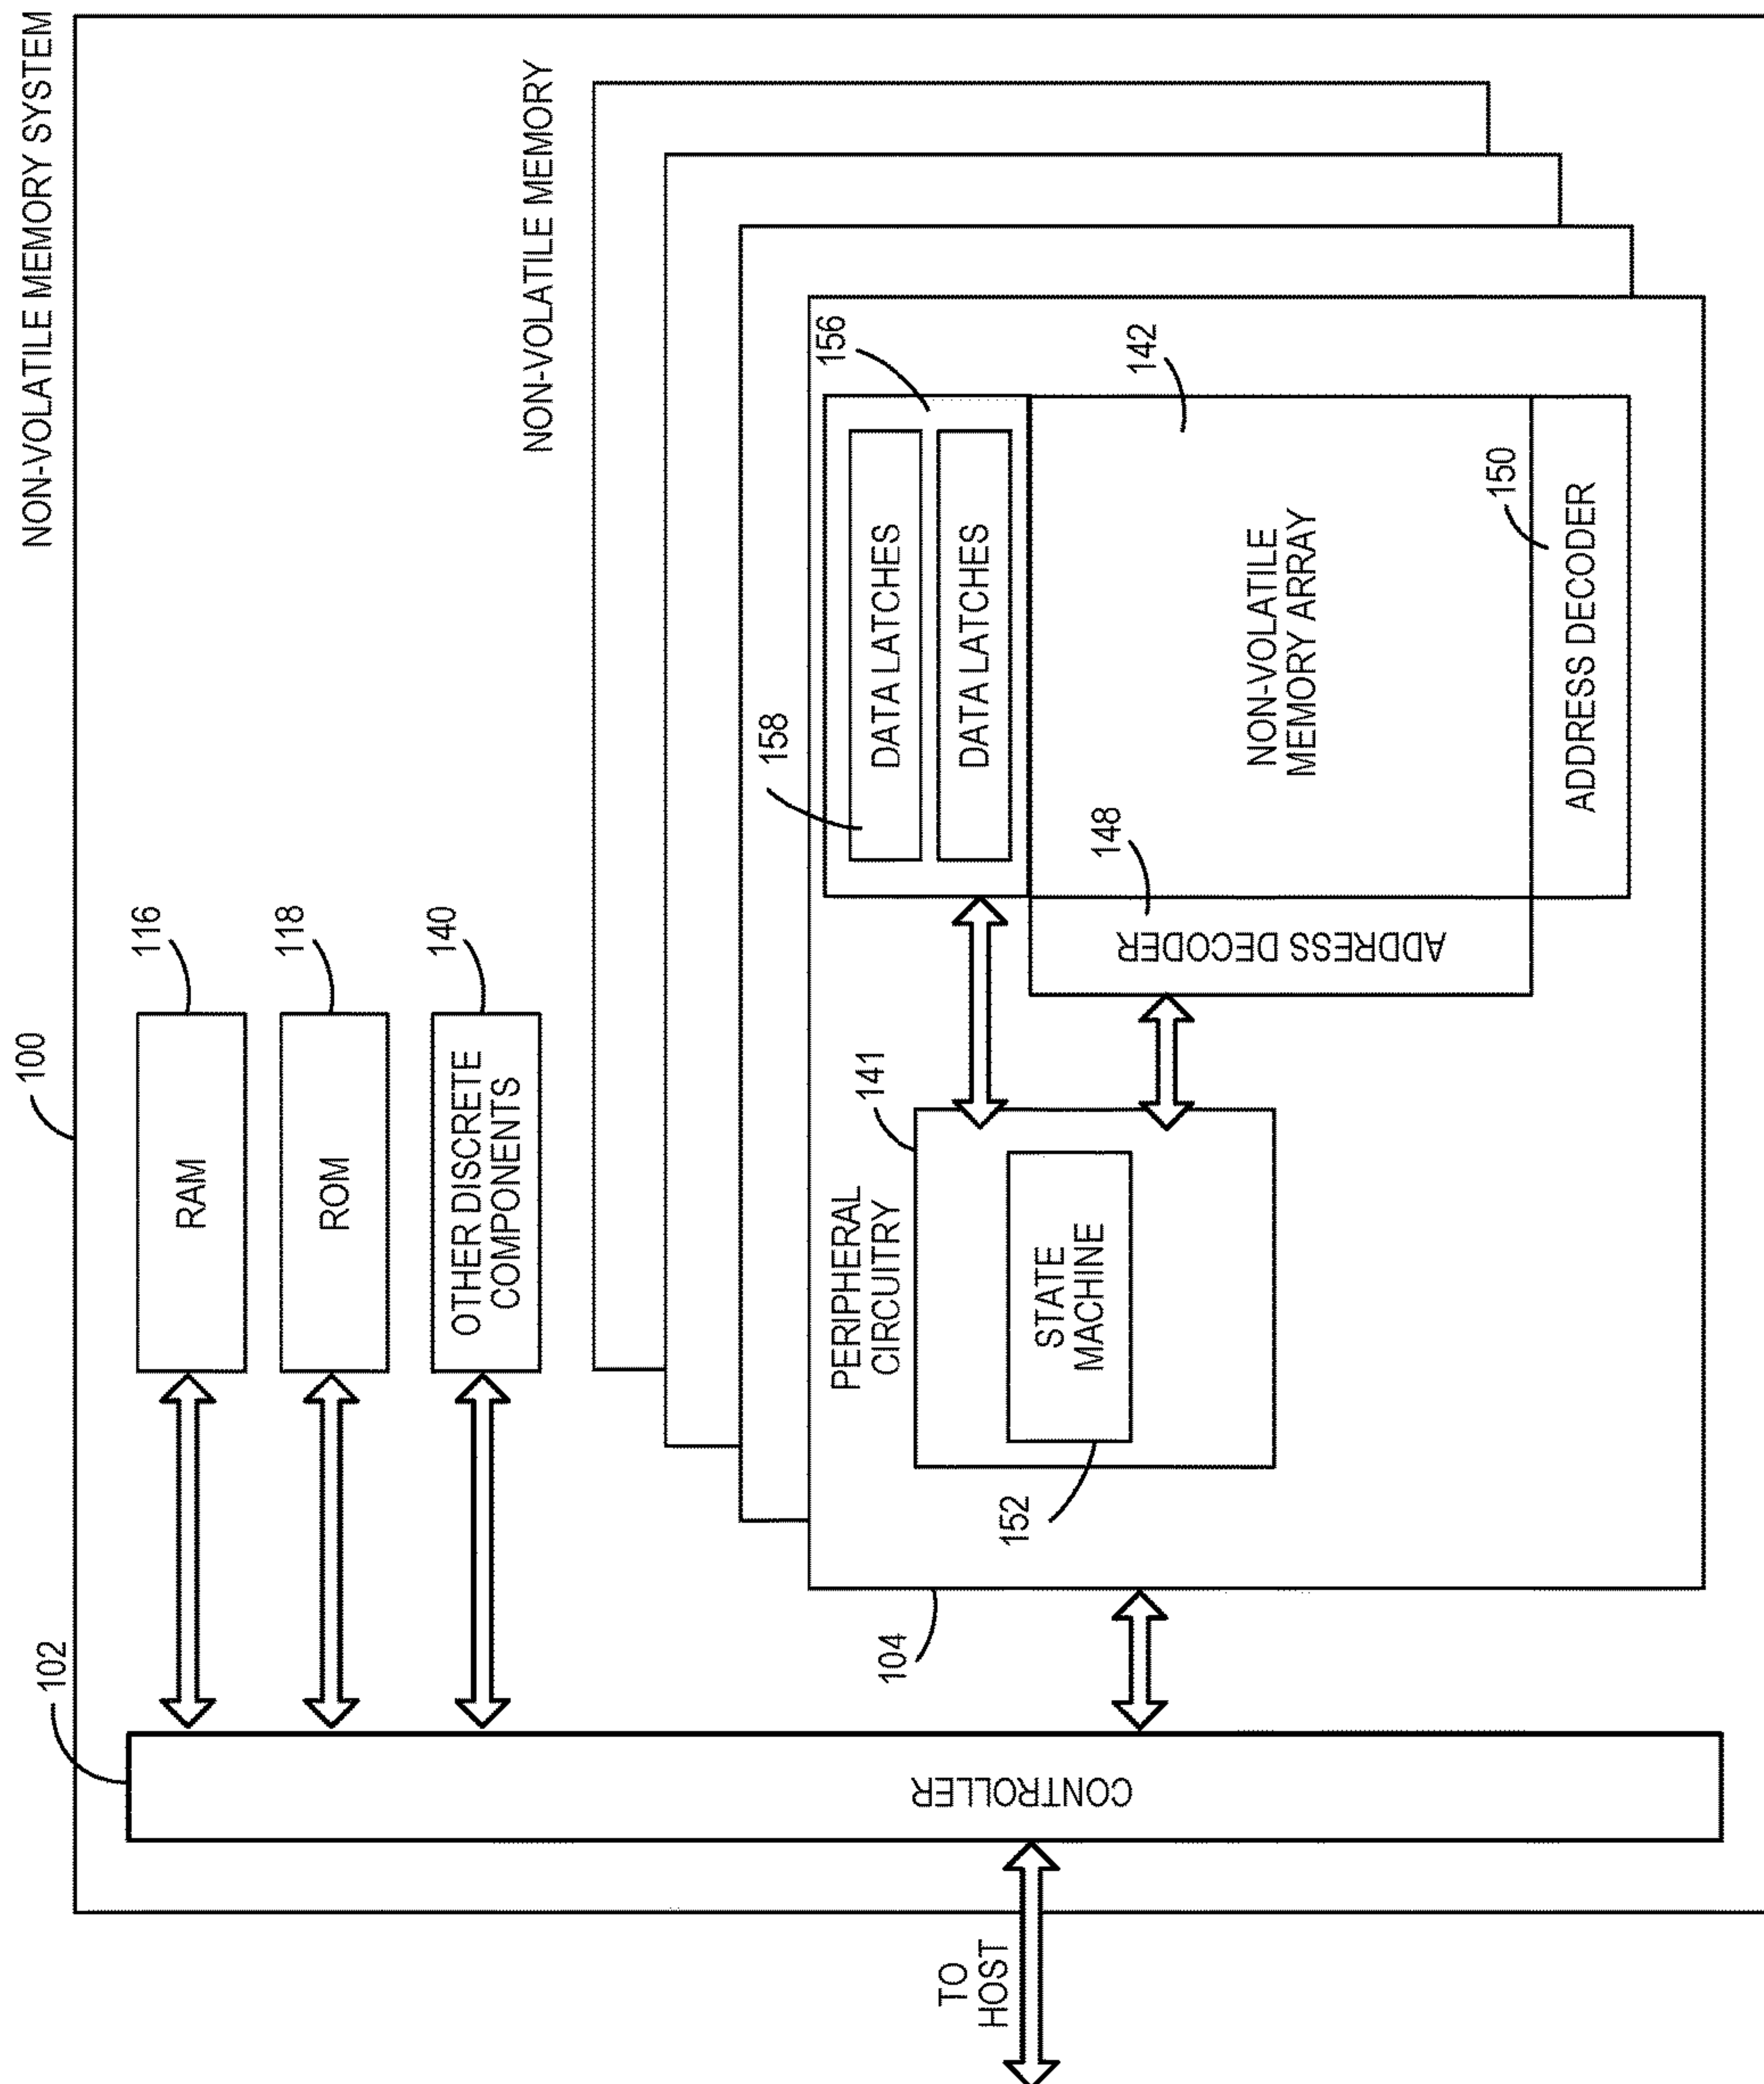 NON-VOLATILE MEMORY SYSTEM
100
102
CONTROLLER
TO
HOST
RAM
116
ROM
118
OTHER DISCRETE
COMPONENTS
140
NON-VOLATILE MEMORY
104
PERIPHERAL
CIRCUITRY
141
STATE
MACHINE
152
158
DATA LATCHES
DATA LATCHES
156
148
ADDRESS DECODER
NON-VOLATILE
MEMORY ARRAY
142
ADDRESS DECODER
150